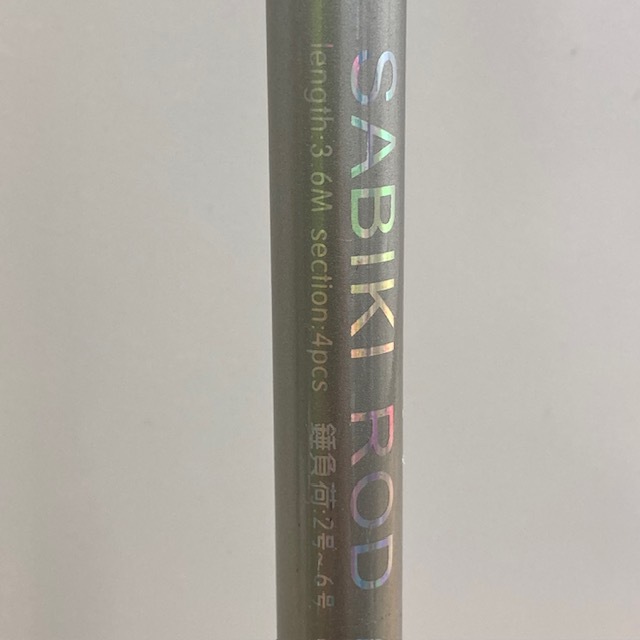 SABIKI ROD
length:3.6M section:4pcs 錘負荷:2号~6号